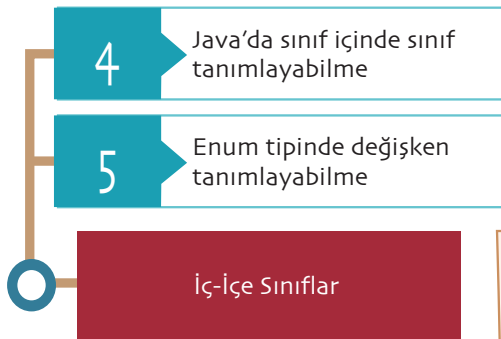 4
Java’da sınıf içinde sınıf
tanımlayabilme
5
Enum tipinde değişken
tanımlayabilme
İç-İçe Sınıflar